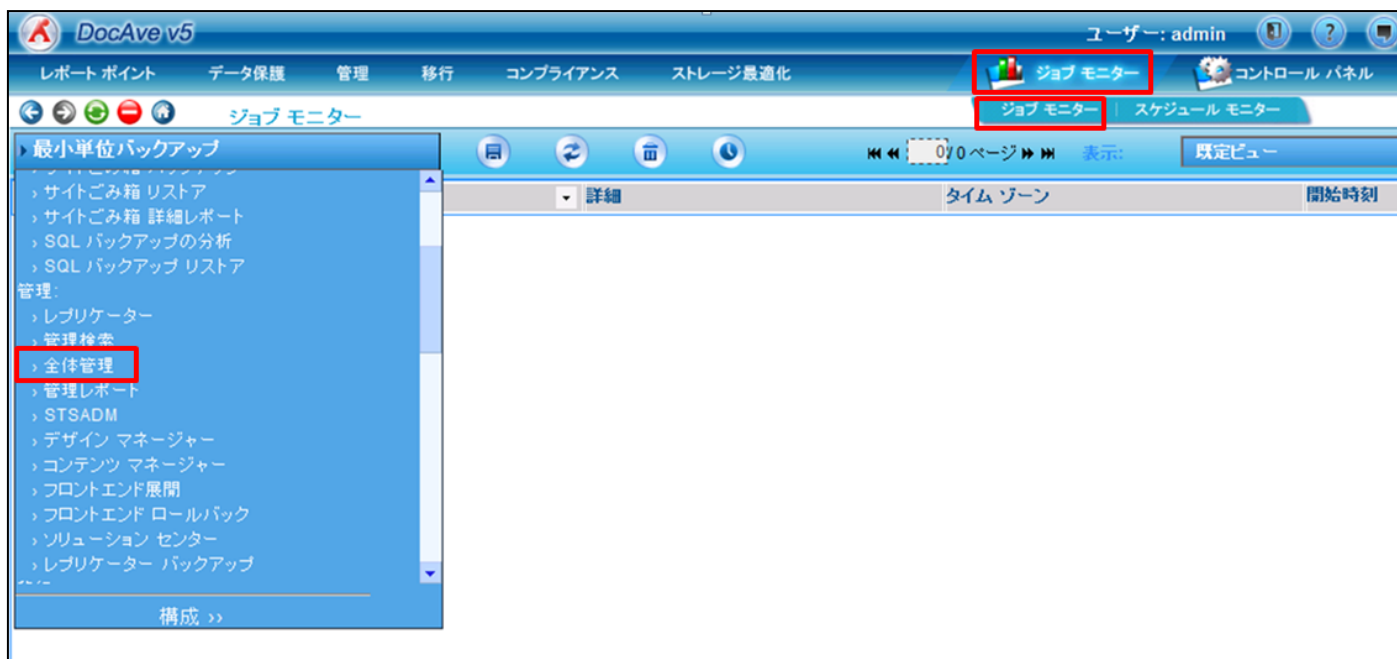 DocAve v5
ユーザー: admin
レポート ポイント データ保護 管理 移行 コンプライアンス ストレージ最適化 ジョブ モニター コントロール パネル
ジョブ モニター
ジョブ モニター | スケジュール モニター
最小単位バックアップ
0 / 0 ページ 表示: 既定ビュー
詳細 タイム ゾーン 開始時刻
› サイトごみ箱 リストア
› サイトごみ箱 詳細レポート
› SQL バックアップの分析
› SQL バックアップ リストア
管理:
› レプリケーター
› 管理検索
› 全体管理
› 管理レポート
› STSADM
› デザイン マネージャー
› コンテンツ マネージャー
› フロントエンド展開
› フロントエンド ロールバック
› ソリューション センター
› レプリケーター バックアップ
構成 ››